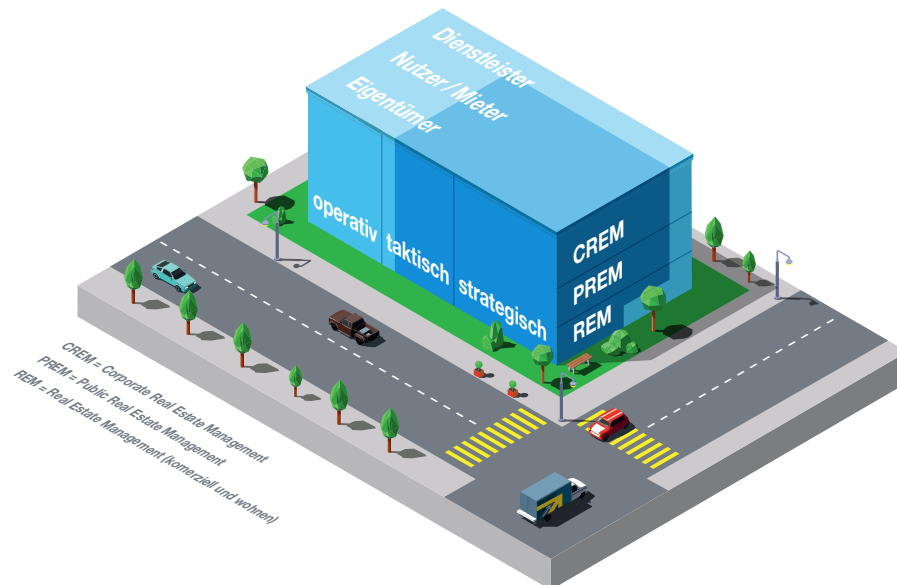 Dienstleister
Nutzer / Mieter
Eigentümer
operativ
taktisch
strategisch
CREM
PREM
REM
CREM = Corporate Real Estate Management
PREM = Public Real Estate Management
REM = Real Estate Management (komerziell und wohnen)